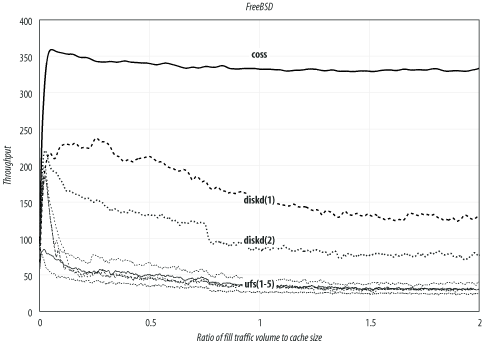 FreeBSD
400
350
300
250
200
150
100
50
0
Throughput
coss
diskd(1)
diskd(2)
ufs(1-5)
0
0.5
1
1.5
2
Ratio of fill traffic volume to cache size